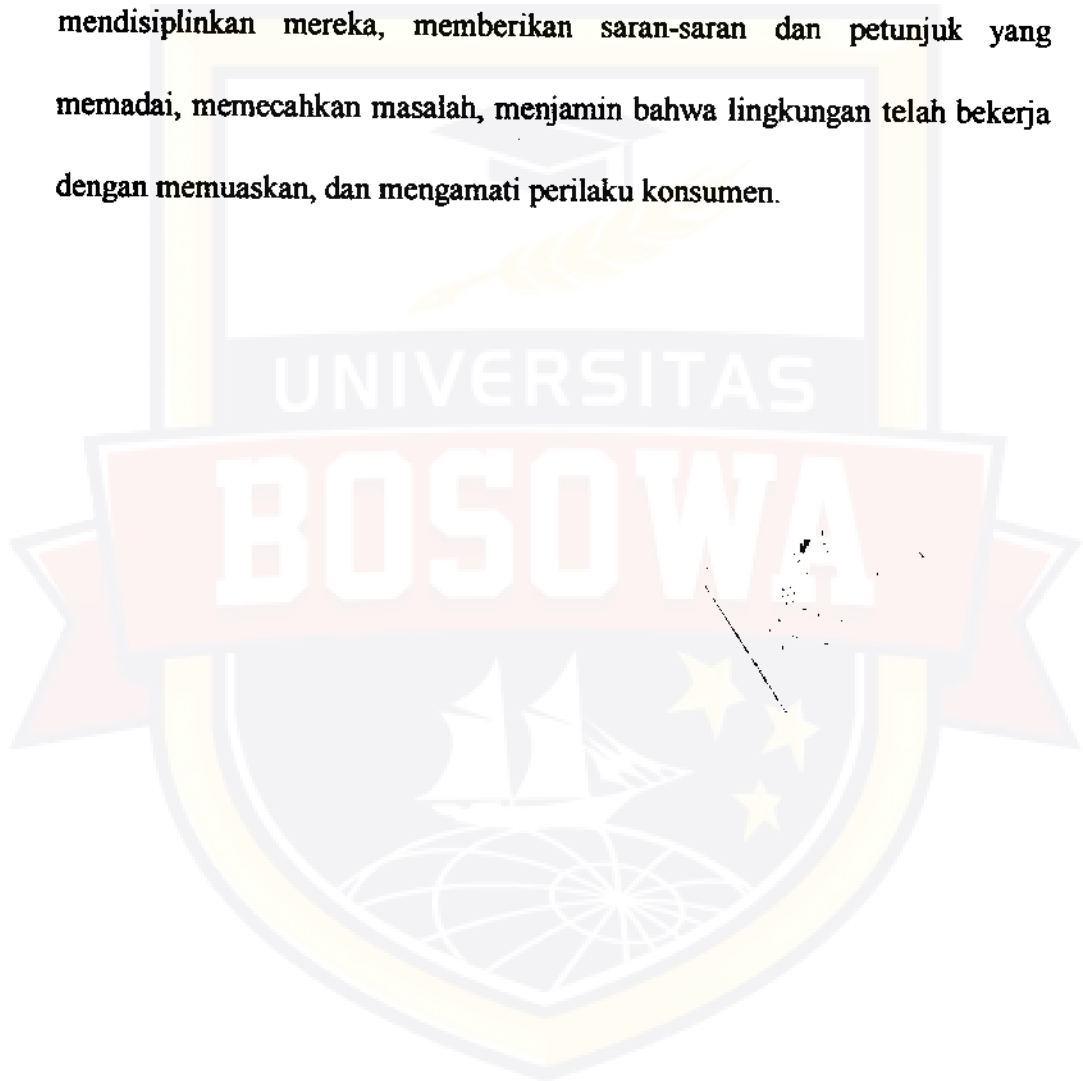 mendisiplinkan mereka, memberikan saran-saran dan petunjuk yang
memadai, memecahkan masalah, menjamin bahwa lingkungan telah bekerja
dengan memuaskan, dan mengamati perilaku konsumen.
UNIVERSITAS
BOSOWA